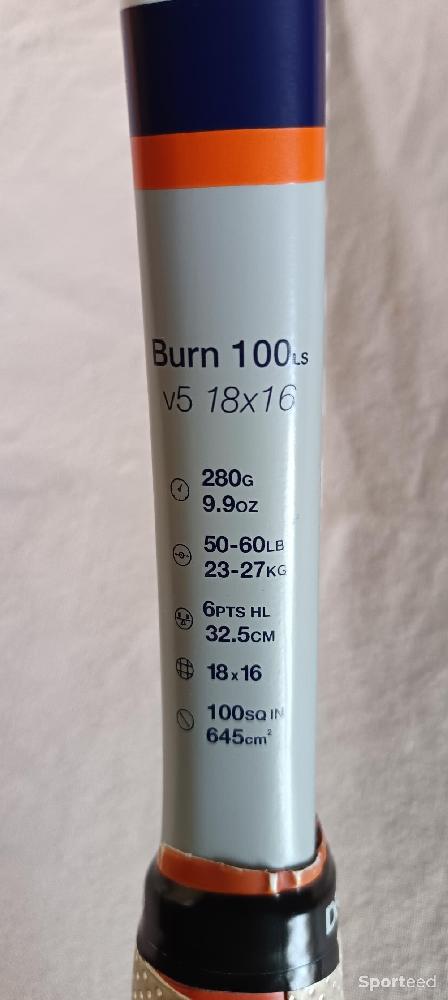 Burn 100LS
v5 18x16
280G
9.9OZ
50-60LB
23-27KG
6PTS HL
32.5CM
18x16
100SQ IN
645cm²
Sporteed